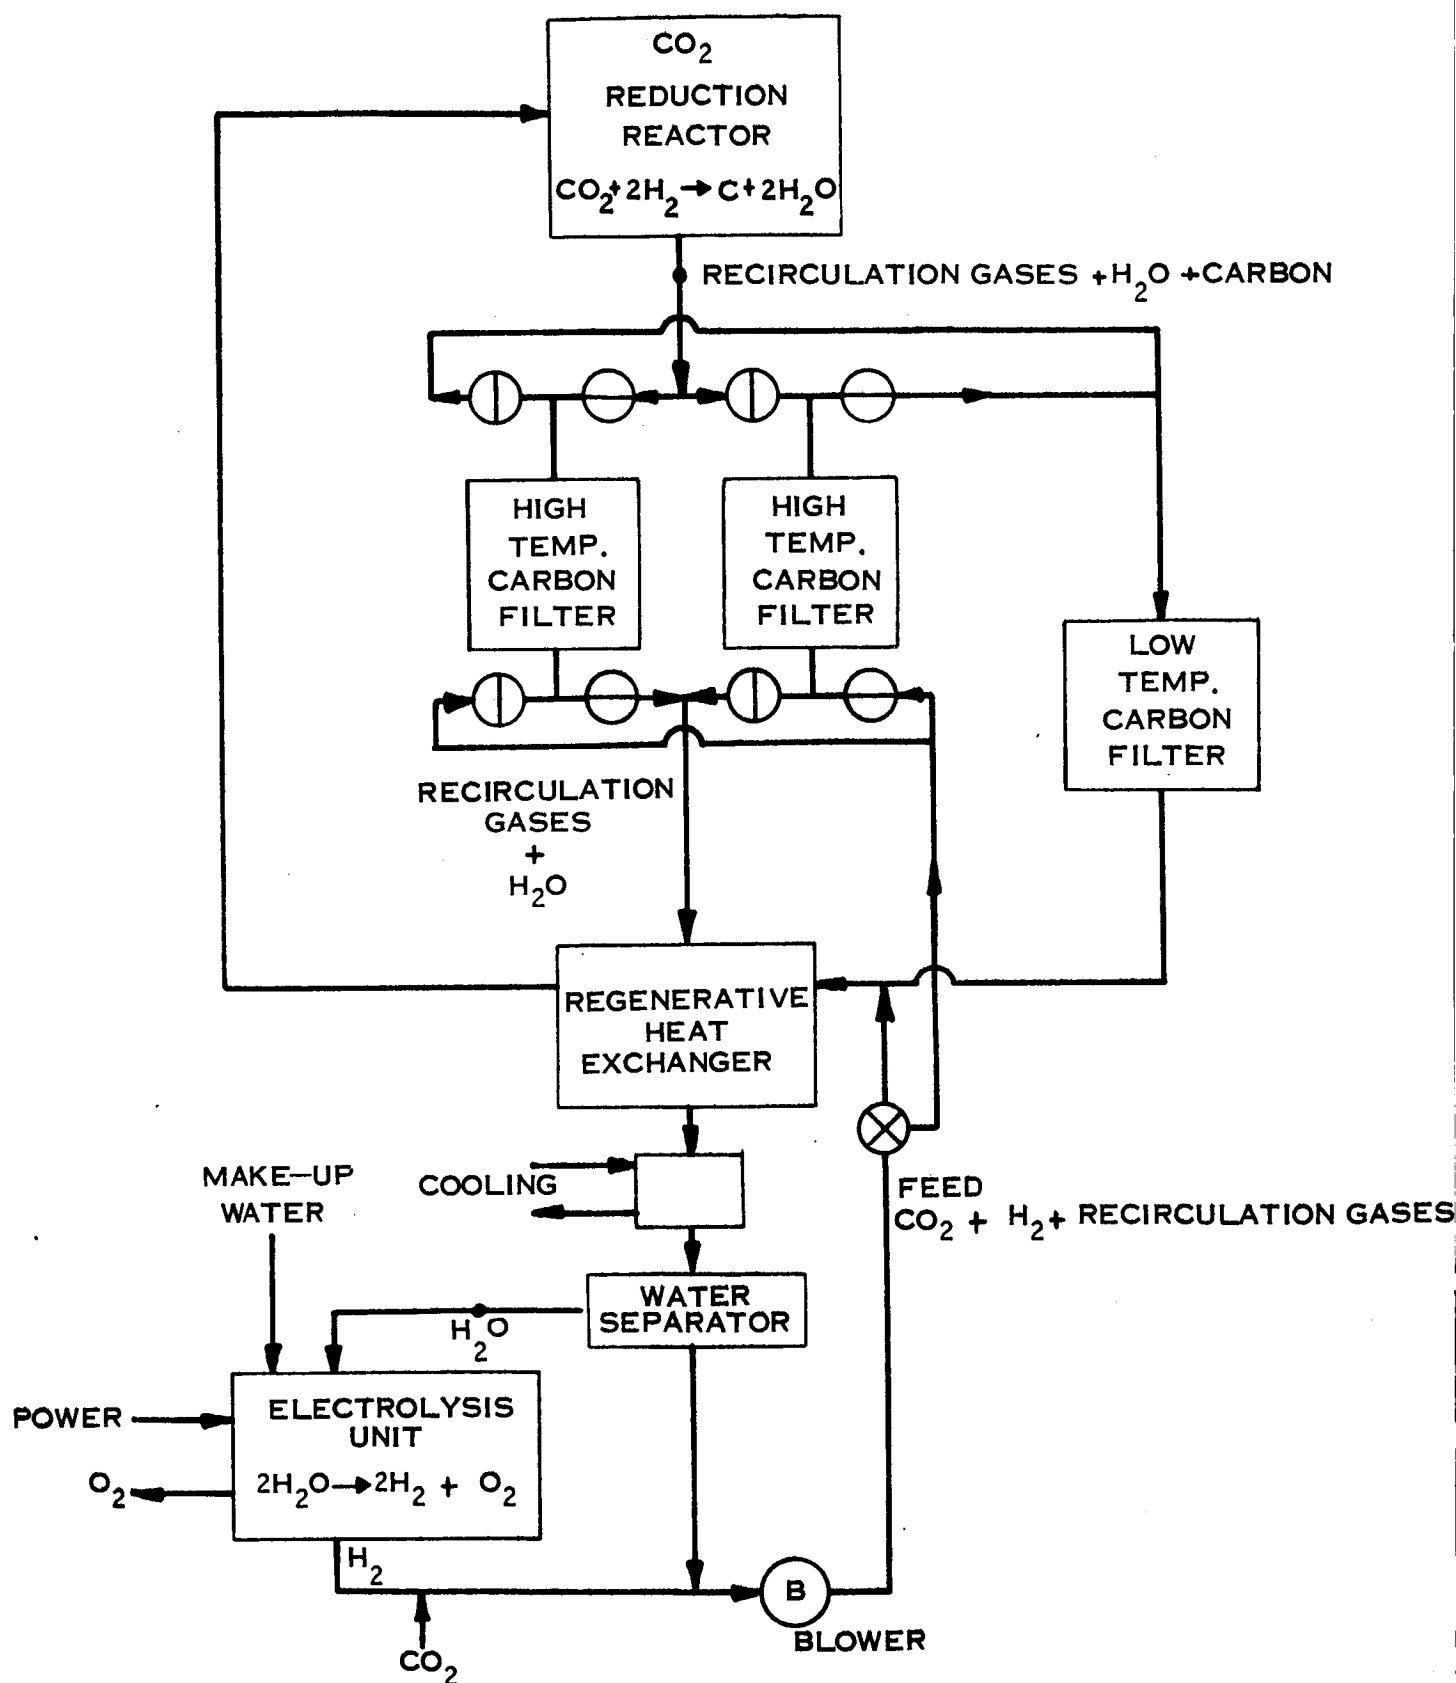 CO₂
REDUCTION
REACTOR
CO₂+2H₂→C+2H₂O
RECIRCULATION GASES +H₂O +CARBON
HIGH
TEMP.
CARBON
FILTER
HIGH
TEMP.
CARBON
FILTER
LOW
TEMP.
CARBON
FILTER
RECIRCULATION
GASES
+
H₂O
REGENERATIVE
HEAT
EXCHANGER
MAKE-UP
WATER
COOLING
FEED
CO₂ + H₂+ RECIRCULATION GASES
WATER
SEPARATOR
H₂O
POWER
ELECTROLYSIS
UNIT
2H₂O→2H₂ + O₂
O₂
H₂
CO₂
B
BLOWER